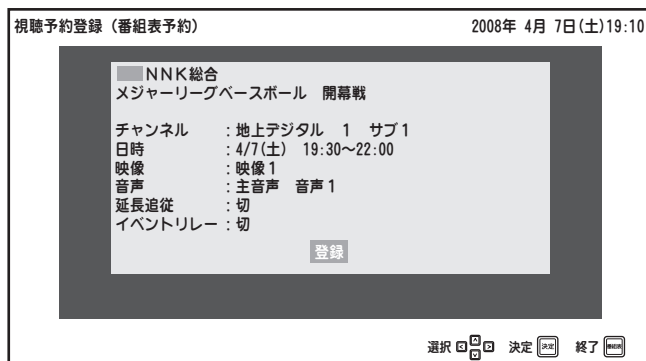 視聴予約登録（番組表予約）
2008年 4月 7日(土)19:10
NNK総合
メジャーリーグベースボール　開幕戦
チャンネル　：地上デジタル　1　サブ1
日時　：4/7(土)　19:30～22:00
映像　：映像1
音声　：主音声　音声1
延長追従　：切
イベントリレー：切
登録
選択　決定　決定　終了　番組表